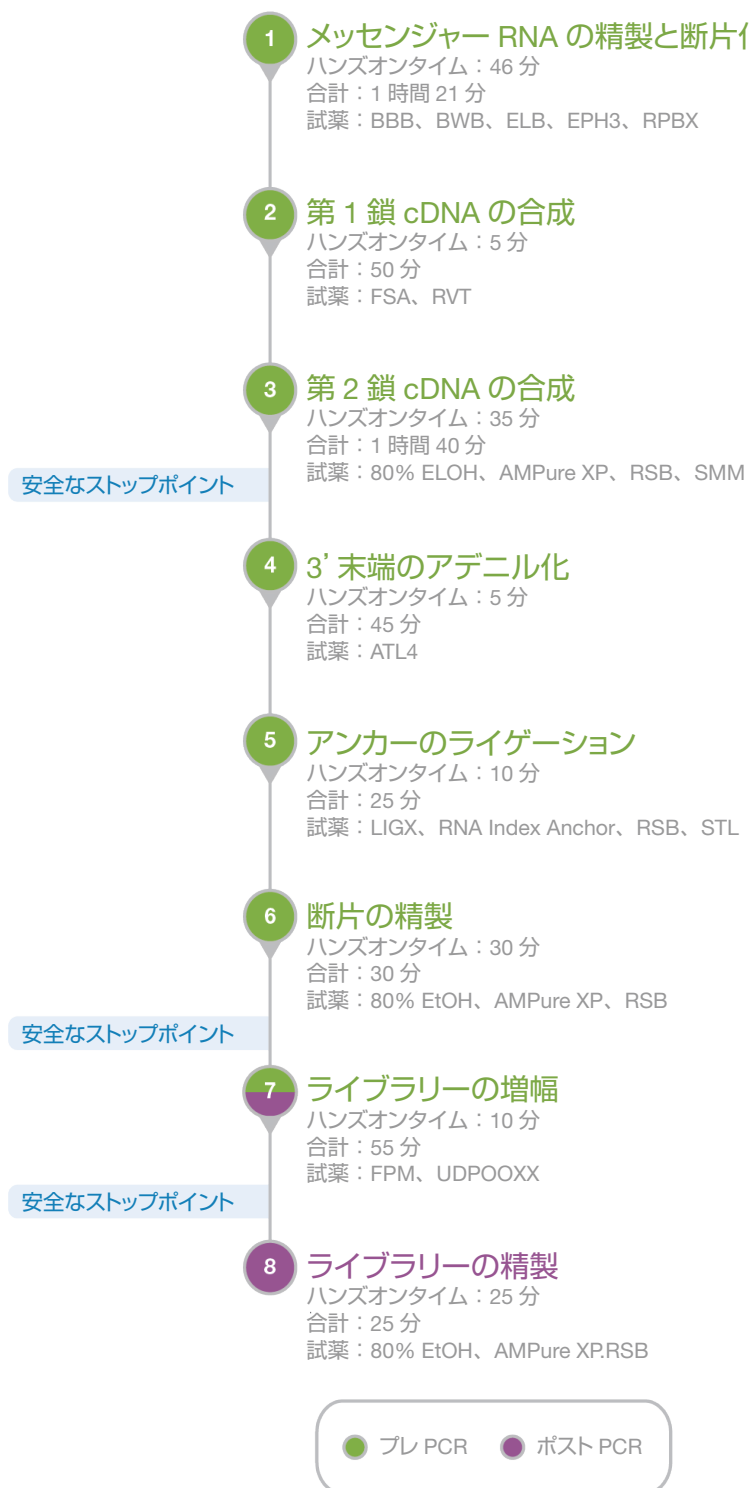 1
メッセンジャー RNA の精製と断片
ハンズオンタイム：46 分
合計：1 時間 21 分
試薬：BBB、BWB、ELB、EPH3、RPBX
2
第 1 鎖 cDNA の合成
ハンズオンタイム：5 分
合計：50 分
試薬：FSA、RVT
3
第 2 鎖 cDNA の合成
ハンズオンタイム：35 分
合計：1 時間 40 分
試薬：80% ELOH、AMPure XP、RSB、SMM
安全なストップポイント
4
3’末端のアデニル化
ハンズオンタイム：5 分
合計：45 分
試薬：ATL4
5
アンカーのライゲーション
ハンズオンタイム：10 分
合計：25 分
試薬：LIGX、RNA Index Anchor、RSB、STL
6
断片の精製
ハンズオンタイム：30 分
合計：30 分
試薬：80% EtOH、AMPure XP、RSB
安全なストップポイント
7
ライブラリーの増幅
ハンズオンタイム：10 分
合計：55 分
試薬：FPM、UDPOOXX
安全なストップポイント
8
ライブラリーの精製
ハンズオンタイム：25 分
合計：25 分
試薬：80% EtOH、AMPure XP.RSB
プレ PCR
ポスト PCR